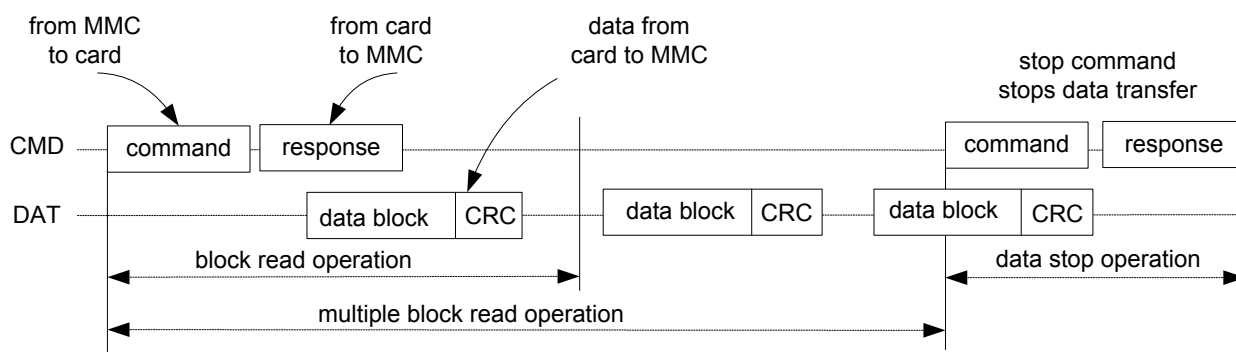 from MMC
to card
from card
to MMC
data from
card to MMC
stop command
stops data transfer
CMD
command
response
command
response
DAT
data block
CRC
data block
CRC
data block
CRC
block read operation
data stop operation
multiple block read operation